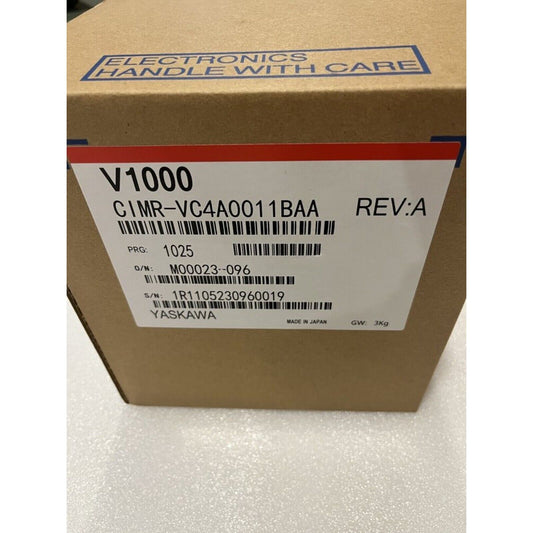 ELECTRONICS
HANDLE WITH CARE
V1000
CIMR-VC4A0011BAA REV:A
PRG: 1025
O/N: M00023-096
S/N: 1R1105230960019
YASKAWA MADE IN JAPAN GW: 3Kg